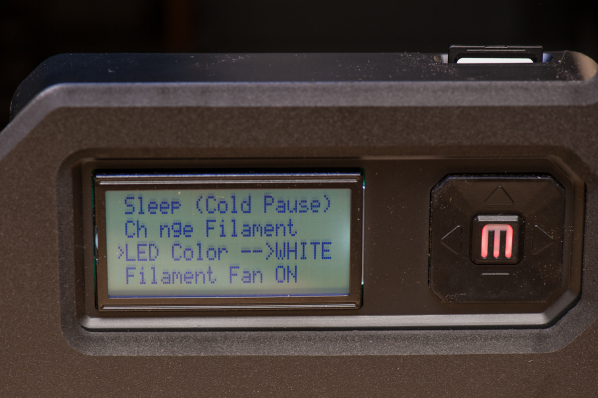 Sleep (Cold Pause)
Ch nge Filament
>LED Color -->WHITE
Filament Fan ON
M